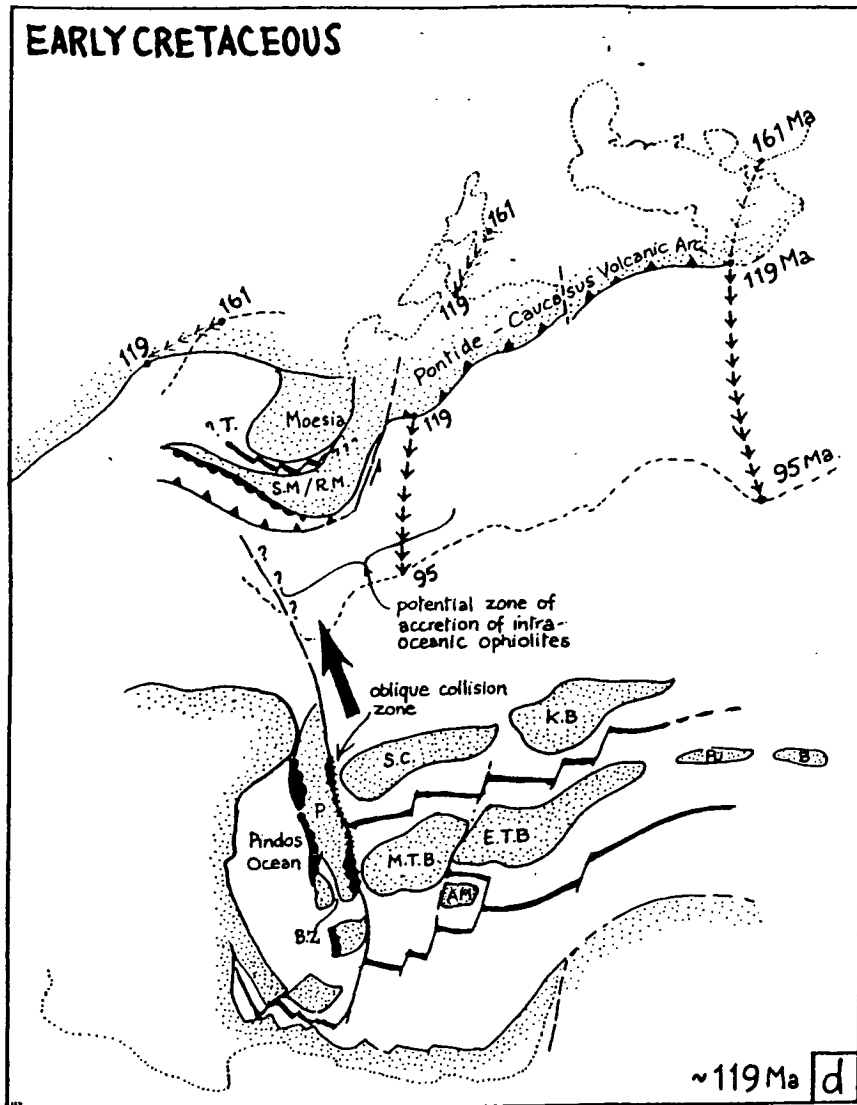 EARLY CRETACEOUS
161 Ma
161
119
Pontide - Caucasus Volcanic Arc
119 Ma
161
119
Moesia
? T.
???
S.M / R.M
119
95 Ma
?
?
?
95
potential zone of
accretion of intra-
oceanic ophiolites
oblique collision
zone
K.B
S.C.
B
P
Pindos
Ocean
E.T.B
M.T.B
A.M
B.Z
~119 Ma
d